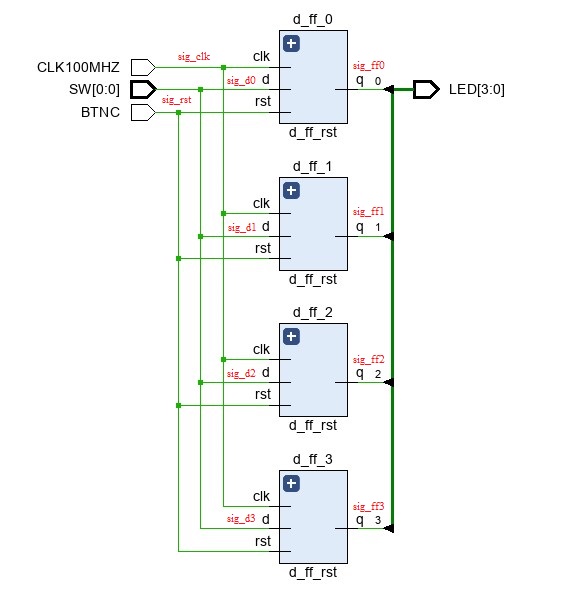 d_ff_0
CLK100MHZ sig_clk clk
SW[0:0] sig_d0 d q sig_ff0 0 LED[3:0]
BTNC sig_rst rst
d_ff_rst
d_ff_1
clk
sig_d1 d q sig_ff1 1
rst
d_ff_rst
d_ff_2
clk
sig_d2 d q sig_ff2 2
rst
d_ff_rst
d_ff_3
clk
sig_d3 d q sig_ff3 3
rst
d_ff_rst